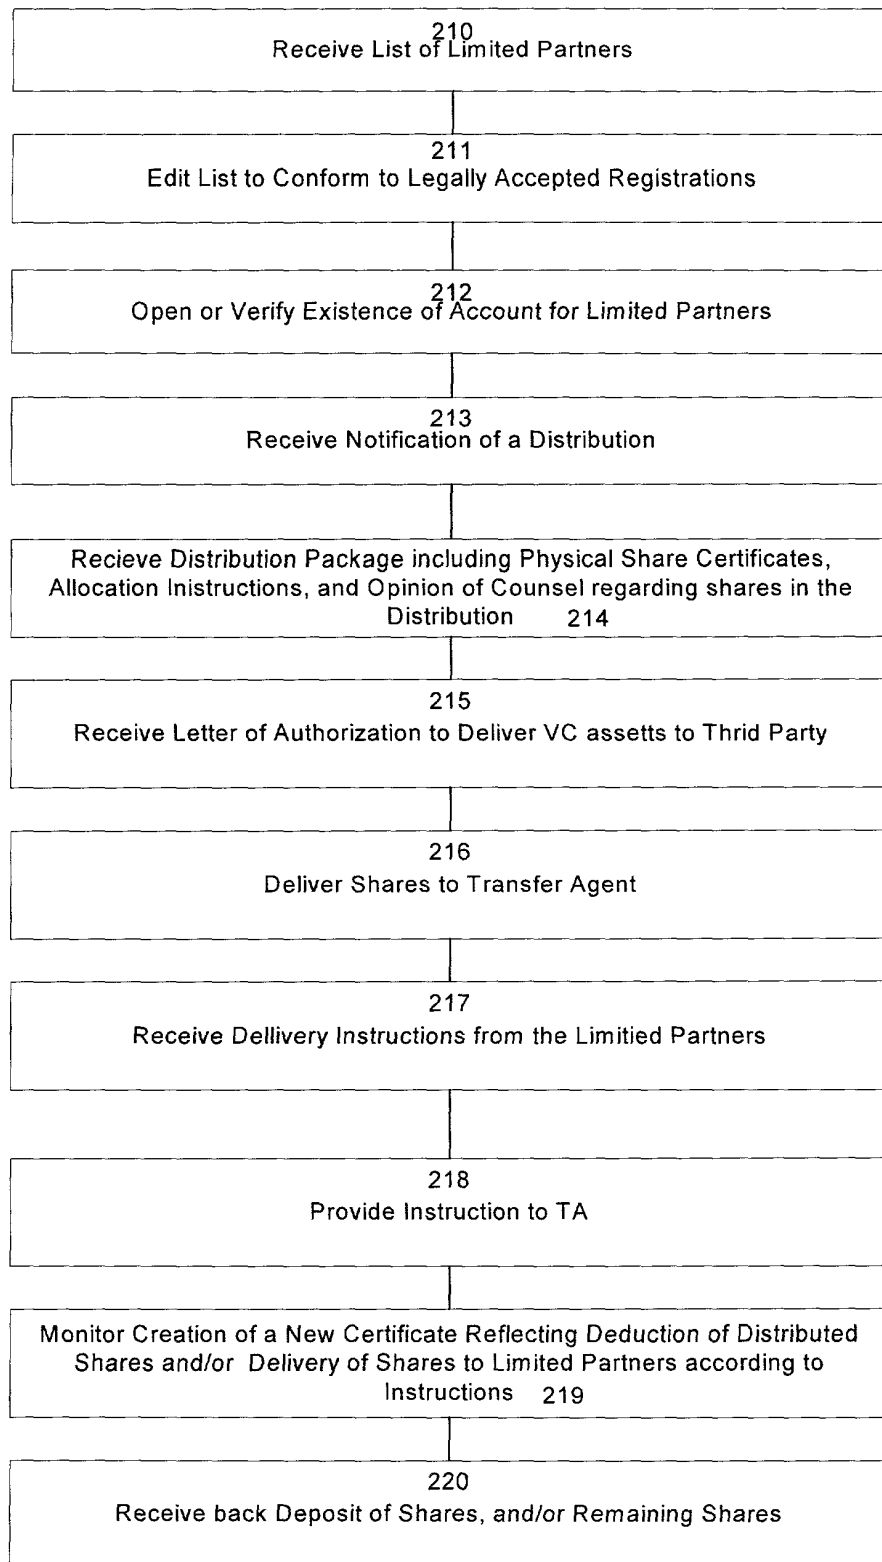 210
Receive List of Limited Partners
211
Edit List to Conform to Legally Accepted Registrations
212
Open or Verify Existence of Account for Limited Partners
213
Receive Notification of a Distribution
Recieve Distribution Package including Physical Share Certificates,
Allocation Inistructions, and Opinion of Counsel regarding shares in the
Distribution 214
215
Receive Letter of Authorization to Deliver VC assetts to Thrid Party
216
Deliver Shares to Transfer Agent
217
Receive Dellivery Instructions from the Limitied Partners
218
Provide Instruction to TA
Monitor Creation of a New Certificate Reflecting Deduction of Distributed
Shares and/or Delivery of Shares to Limited Partners according to
Instructions 219
220
Receive back Deposit of Shares, and/or Remaining Shares